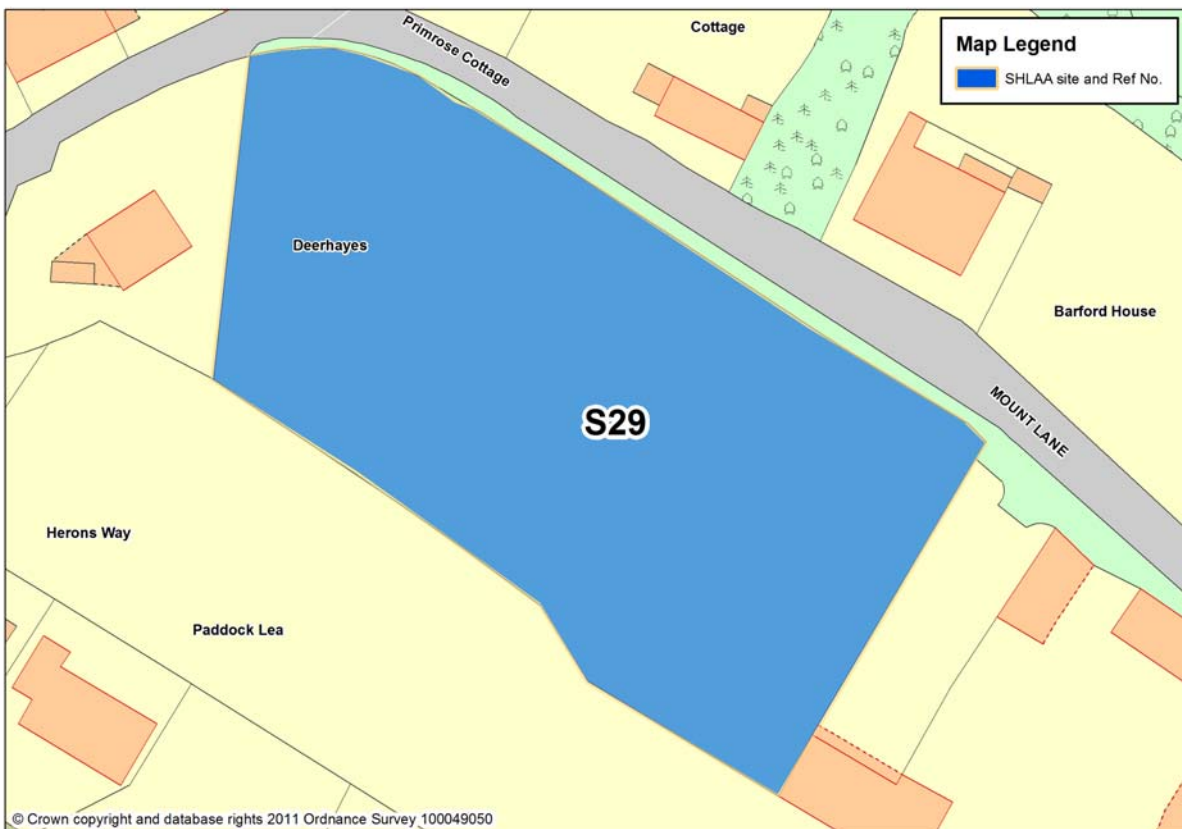 Cottage
Map Legend
SHLAA site and Ref No.
Primrose Cottage
Deerhayes
Barford House
MOUNT LANE
S29
Herons Way
Paddock Lea
© Crown copyright and database rights 2011 Ordnance Survey 100049050